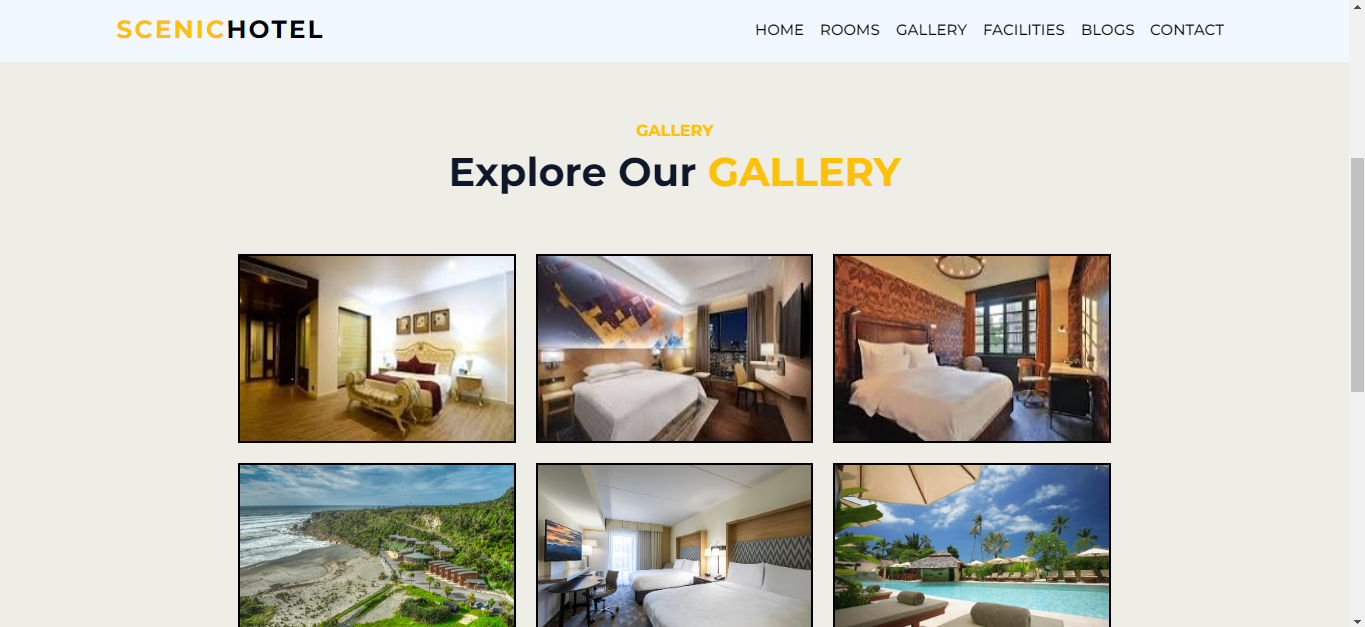 SCENICHOTEL
HOME ROOMS GALLERY FACILITIES BLOGS CONTACT
GALLERY
Explore Our GALLERY